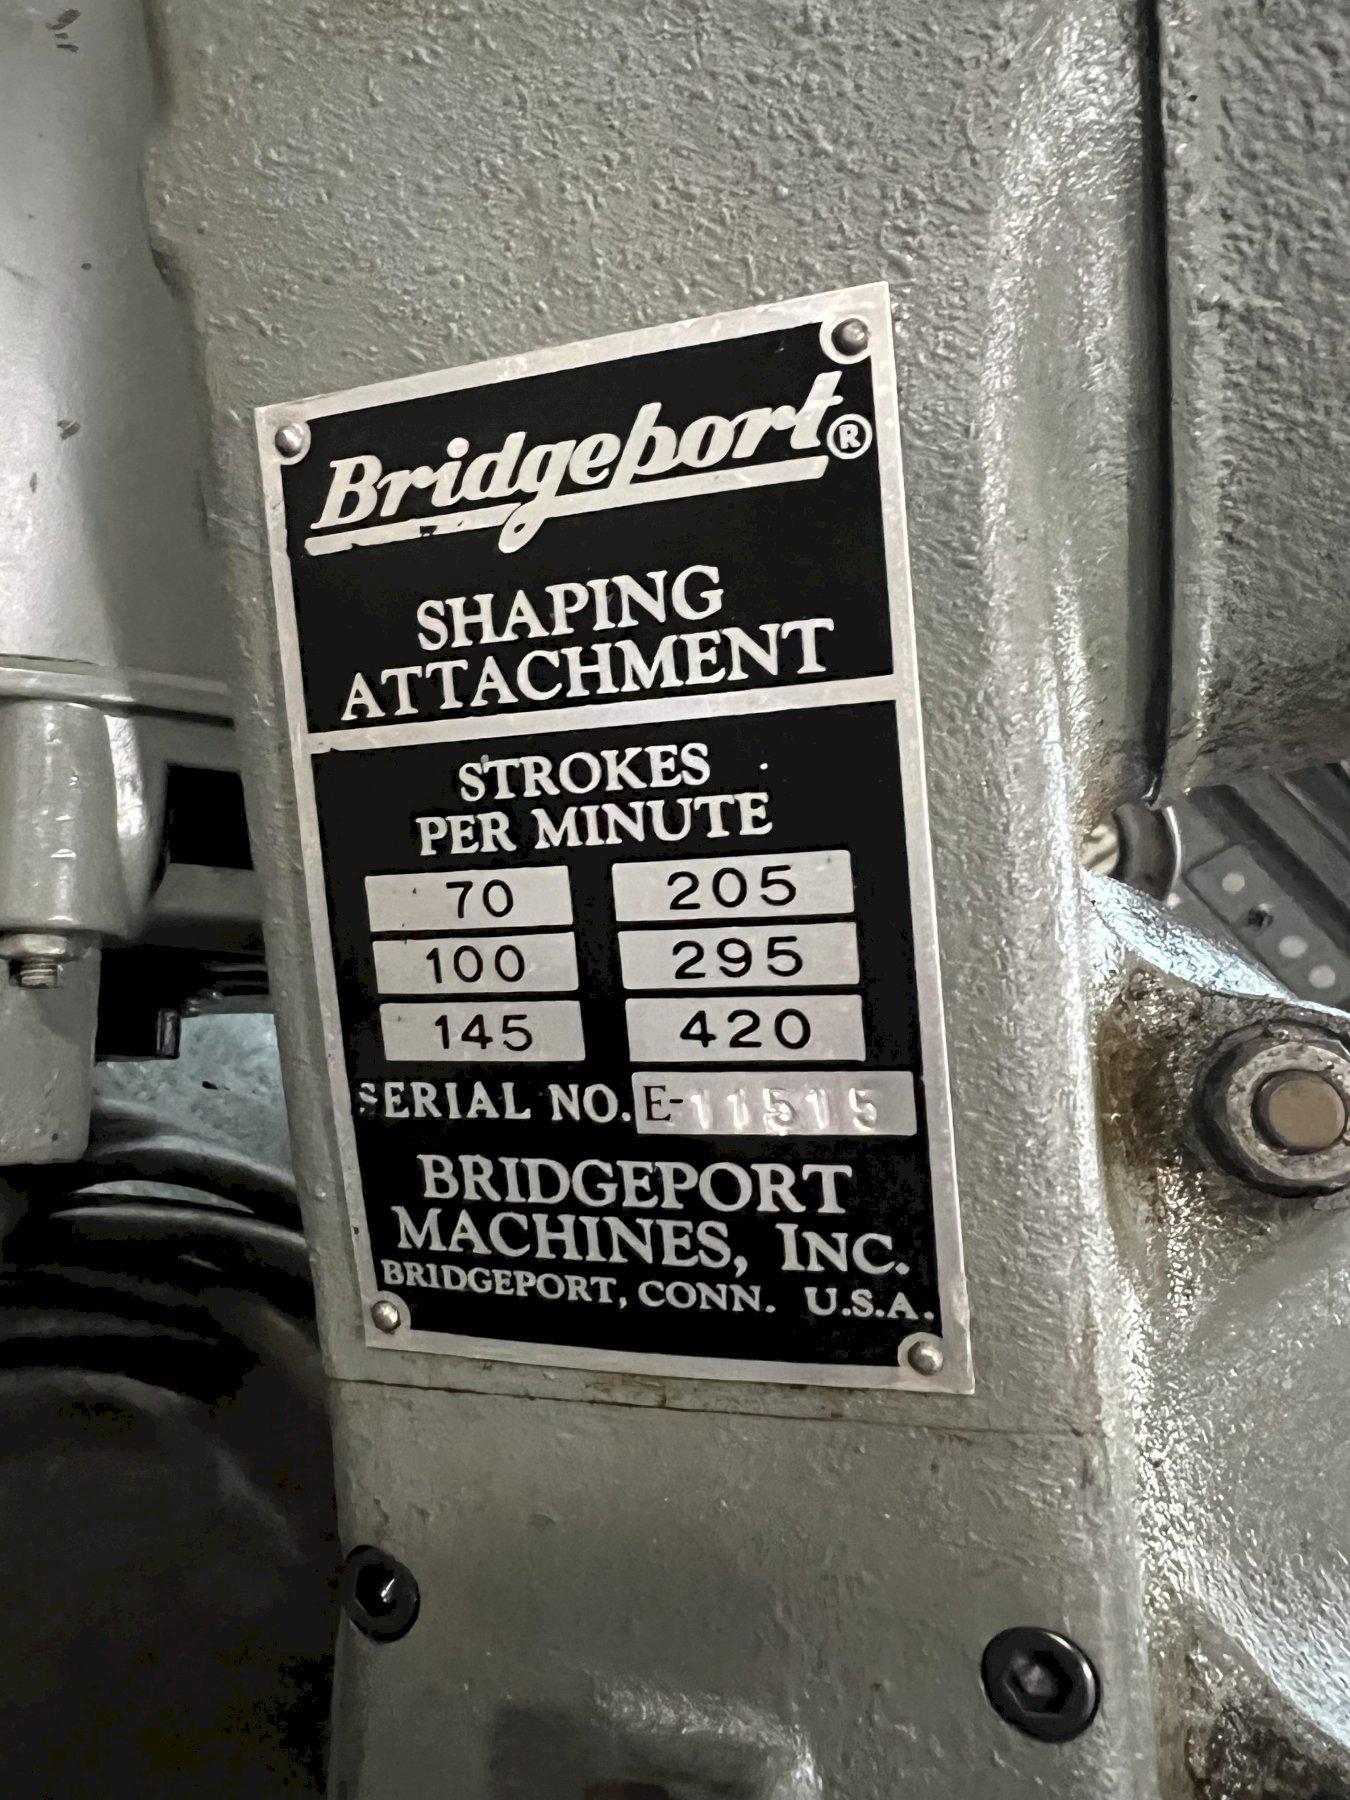 Bridgeport®
SHAPING
ATTACHMENT
STROKES
PER MINUTE
70 205
100 295
145 420
SERIAL NO. E-11515
BRIDGEPORT
MACHINES, INC.
BRIDGEPORT, CONN. U.S.A.